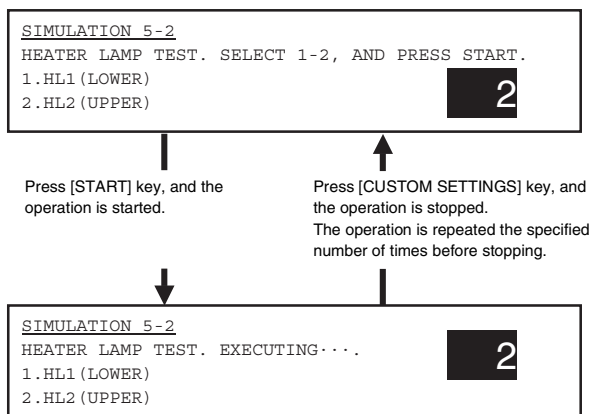 SIMULATION 5-2
HEATER LAMP TEST. SELECT 1-2, AND PRESS START.
1.HL1(LOWER)
2.HL2(UPPER)
2
Press [START] key, and the
operation is started.
Press [CUSTOM SETTINGS] key, and
the operation is stopped.
The operation is repeated the specified
number of times before stopping.
SIMULATION 5-2
HEATER LAMP TEST. EXECUTING···.
1.HL1(LOWER)
2.HL2(UPPER)
2